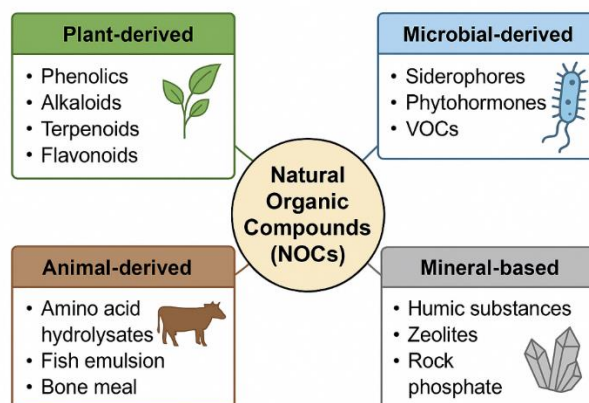 Plant-derived
• Phenolics
• Alkaloids
• Terpenoids
• Flavonoids
Microbial-derived
• Siderophores
• Phytohormones
• VOCs
Natural
Organic
Compounds
(NOCs)
Animal-derived
• Amino acid
hydrolysates
• Fish emulsion
• Bone meal
Mineral-based
• Humic substances
• Zeolites
• Rock
phosphate